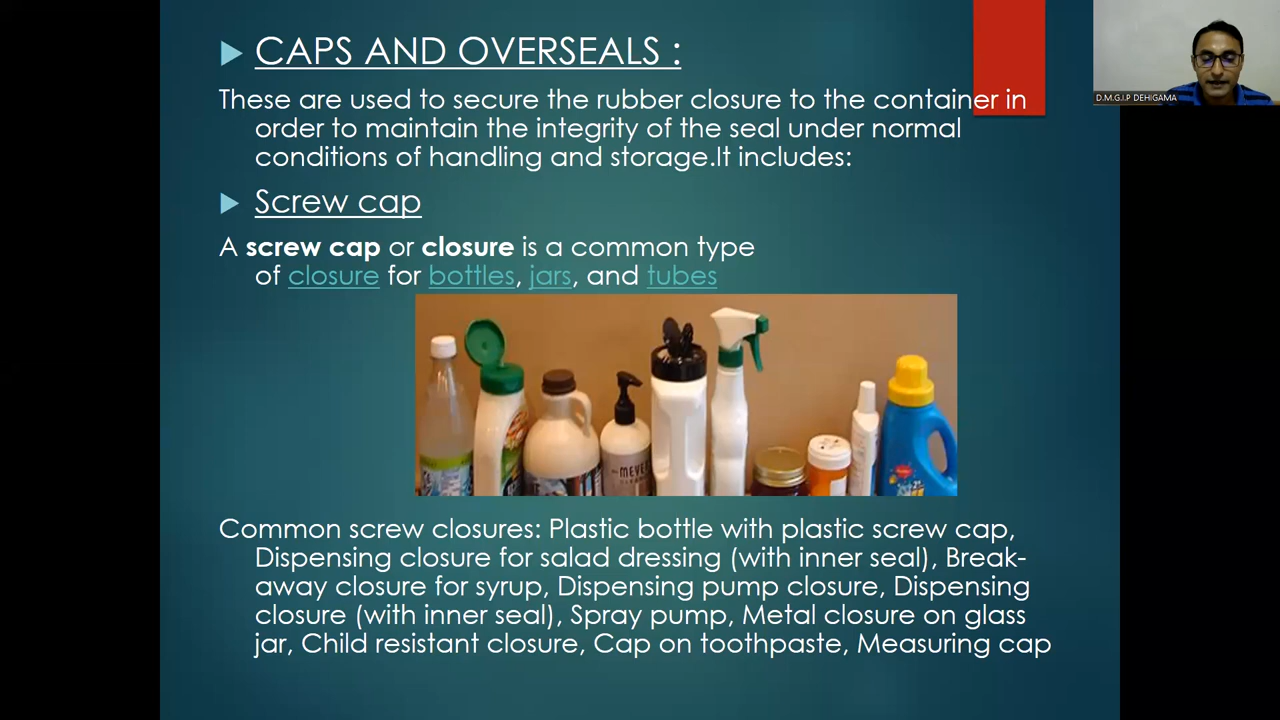 CAPS AND OVERSEALS :
D.M.G.I.P DEHIGAMA
These are used to secure the rubber closure to the container in
order to maintain the integrity of the seal under normal
conditions of handling and storage.It includes:
Screw cap
A screw cap or closure is a common type
of closure for bottles, jars, and tubes
MEYER
Common screw closures: Plastic bottle with plastic screw cap,
Dispensing closure for salad dressing (with inner seal), Break-
away closure for syrup, Dispensing pump closure, Dispensing
closure (with inner seal), Spray pump, Metal closure on glass
jar, Child resistant closure, Cap on toothpaste, Measuring cap